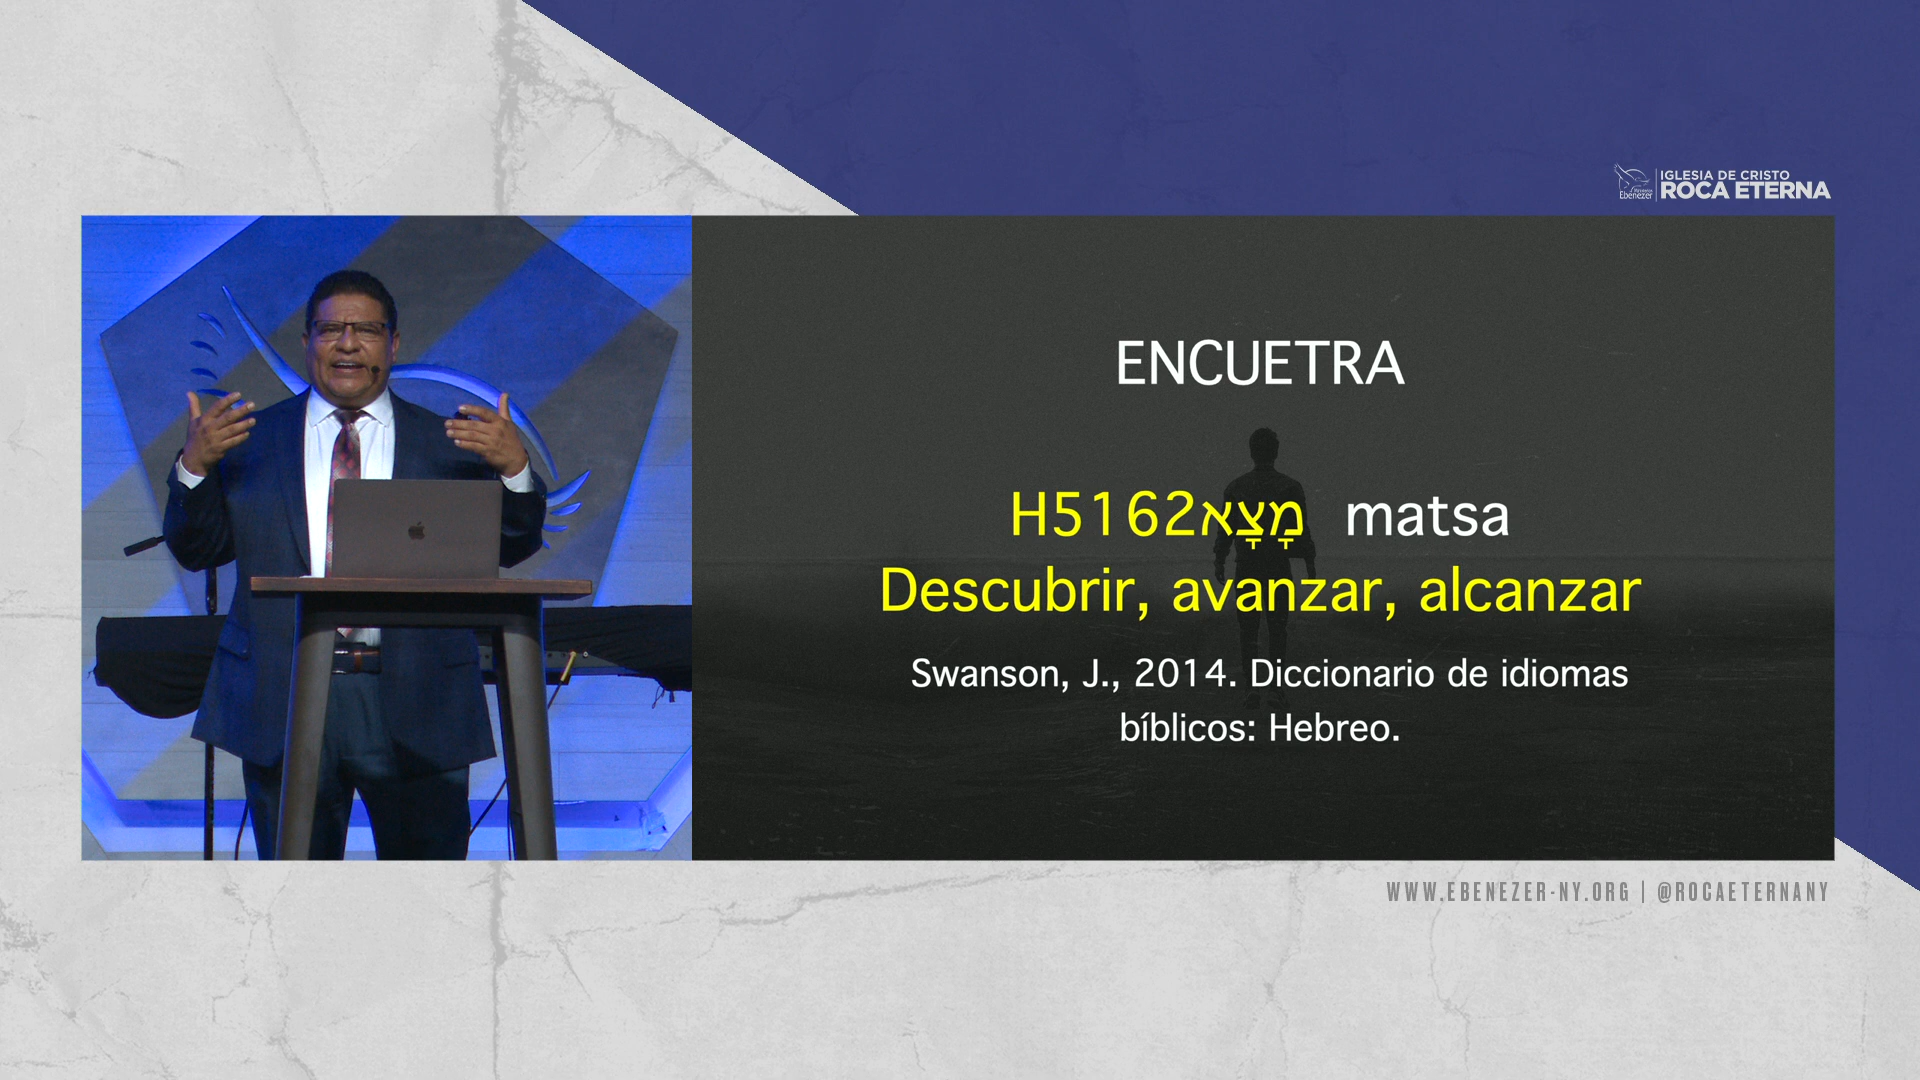 IGLESIA DE CRISTO
Ebenezer
ROCA ETERNA
ENCUETRA
H5162מָצָא matsa
Descubrir, avanzar, alcanzar
Swanson, J., 2014. Diccionario de idiomas
bíblicos: Hebreo.
WWW.EBENEZER-NY.ORG | @ROCAETERNANY